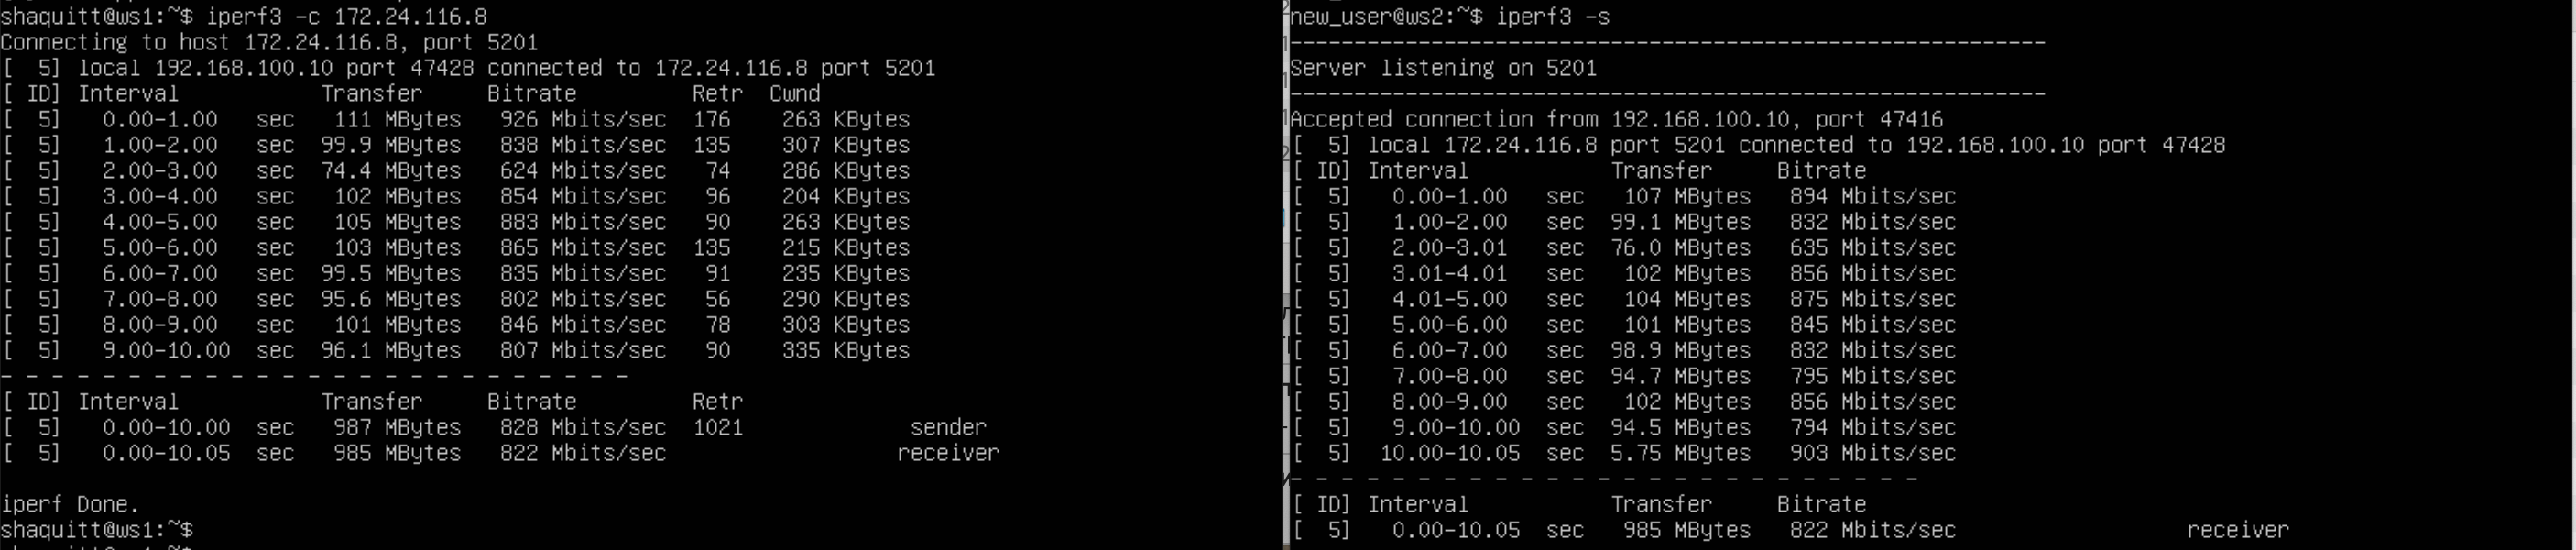 shaquitt@ws1:~$ iperf3 -c 172.24.116.8
Connecting to host 172.24.116.8, port 5201
[  5] local 192.168.100.10 port 47428 connected to 172.24.116.8 port 5201
[ ID] Interval           Transfer     Bitrate         Retr  Cwnd
[  5]   0.00-1.00   sec   111 MBytes   926 Mbits/sec  176    263 KBytes
[  5]   1.00-2.00   sec  99.9 MBytes   838 Mbits/sec  135    307 KBytes
[  5]   2.00-3.00   sec  74.4 MBytes   624 Mbits/sec   74    286 KBytes
[  5]   3.00-4.00   sec   102 MBytes   854 Mbits/sec   96    204 KBytes
[  5]   4.00-5.00   sec   105 MBytes   883 Mbits/sec   90    263 KBytes
[  5]   5.00-6.00   sec   103 MBytes   865 Mbits/sec  135    215 KBytes
[  5]   6.00-7.00   sec  99.5 MBytes   835 Mbits/sec   91    235 KBytes
[  5]   7.00-8.00   sec  95.6 MBytes   802 Mbits/sec   56    290 KBytes
[  5]   8.00-9.00   sec   101 MBytes   846 Mbits/sec   78    303 KBytes
[  5]   9.00-10.00  sec  96.1 MBytes   807 Mbits/sec   90    335 KBytes
- - - - - - - - - - - - - - - - - - - - - - - - -
[ ID] Interval           Transfer     Bitrate         Retr
[  5]   0.00-10.00  sec   987 MBytes   828 Mbits/sec  1021             sender
[  5]   0.00-10.05  sec   985 MBytes   822 Mbits/sec                  receiver
iperf Done.
shaquitt@ws1:~$
new_user@ws2:~$ iperf3 -s
-----------------------------------------------------------
Server listening on 5201
-----------------------------------------------------------
Accepted connection from 192.168.100.10, port 47416
[  5] local 172.24.116.8 port 5201 connected to 192.168.100.10 port 47428
[ ID] Interval           Transfer     Bitrate
[  5]   0.00-1.00   sec   107 MBytes   894 Mbits/sec
[  5]   1.00-2.00   sec  99.1 MBytes   832 Mbits/sec
[  5]   2.00-3.01   sec  76.0 MBytes   635 Mbits/sec
[  5]   3.01-4.01   sec   102 MBytes   856 Mbits/sec
[  5]   4.01-5.00   sec   104 MBytes   875 Mbits/sec
[  5]   5.00-6.00   sec   101 MBytes   845 Mbits/sec
[  5]   6.00-7.00   sec  98.9 MBytes   832 Mbits/sec
[  5]   7.00-8.00   sec  94.7 MBytes   795 Mbits/sec
[  5]   8.00-9.00   sec   102 MBytes   856 Mbits/sec
[  5]   9.00-10.00  sec  94.5 MBytes   794 Mbits/sec
[  5]  10.00-10.05  sec  5.75 MBytes   903 Mbits/sec
- - - - - - - - - - - - - - - - - - - - - - - - -
[ ID] Interval           Transfer     Bitrate
[  5]   0.00-10.05  sec   985 MBytes   822 Mbits/sec                  receiver